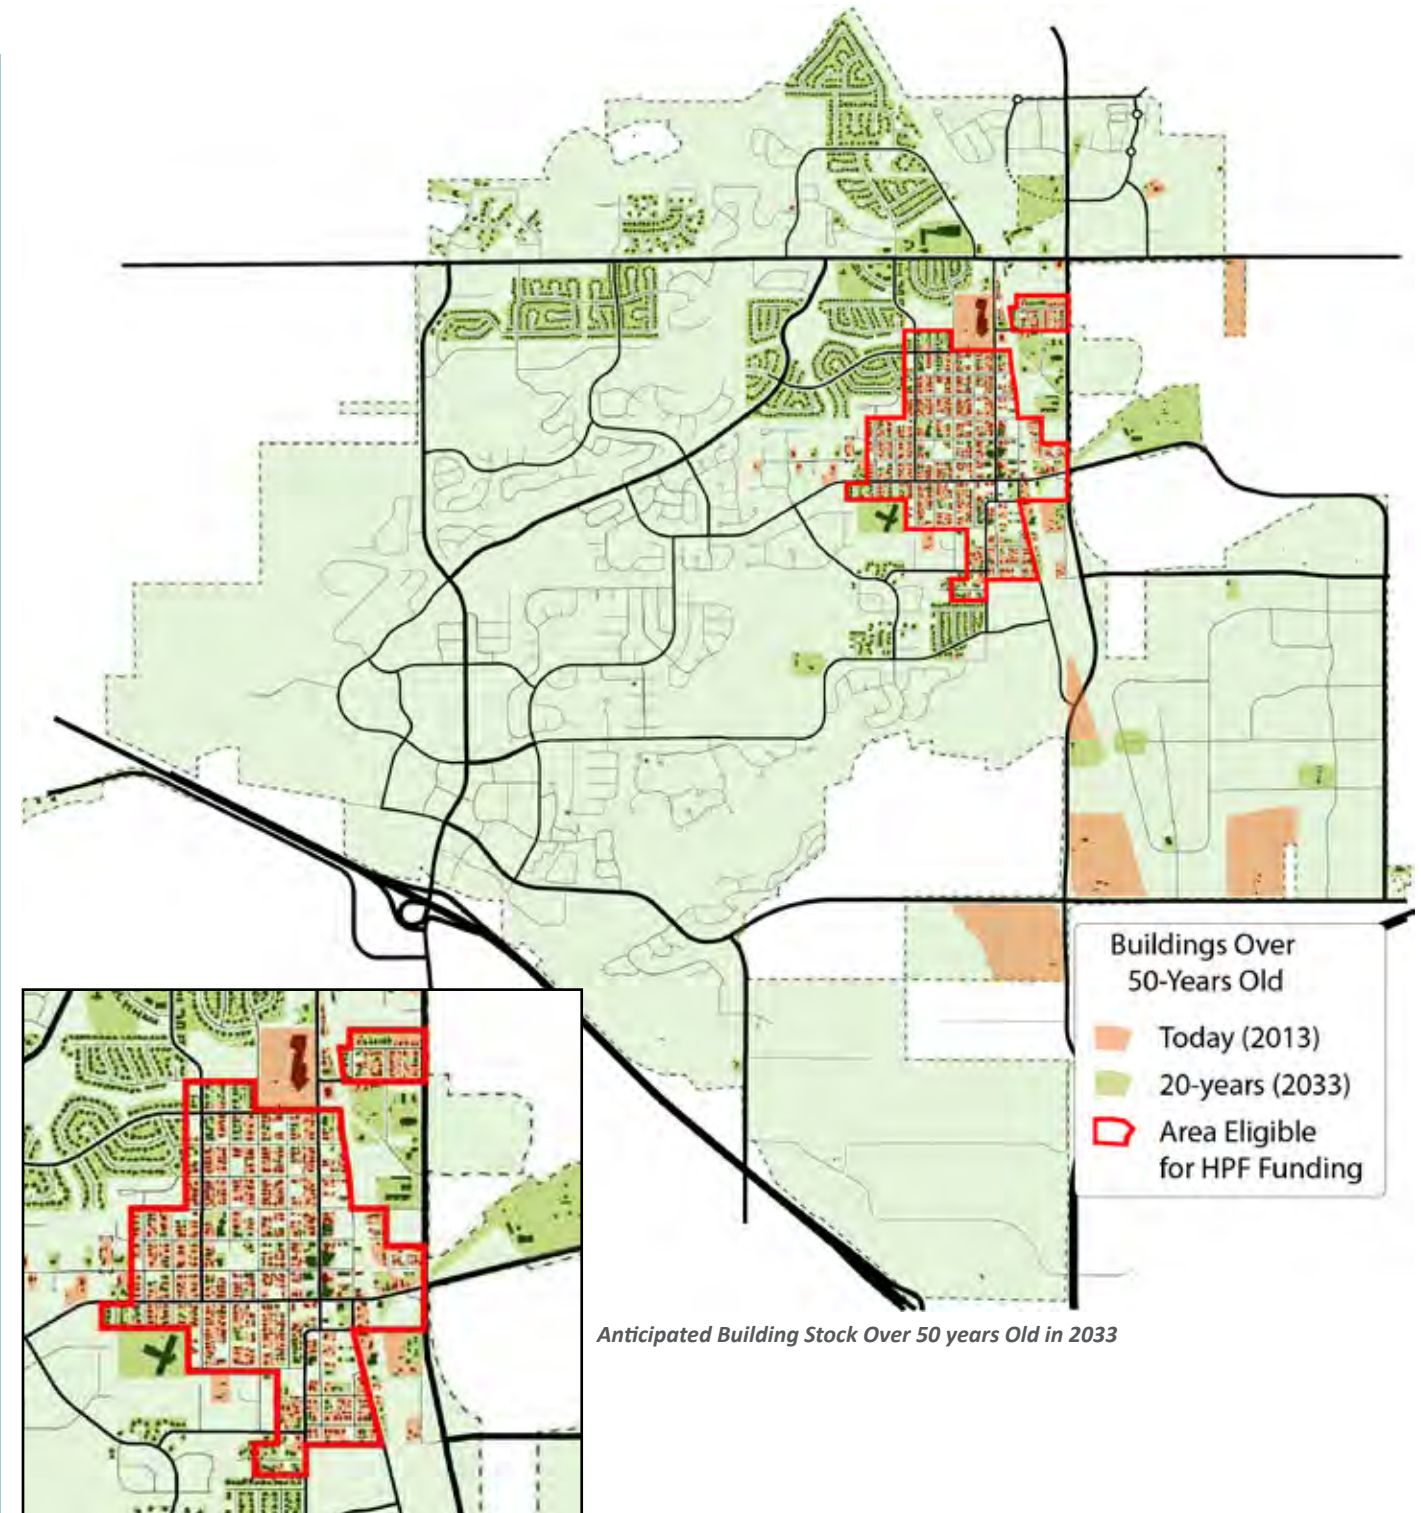 Buildings Over
50-Years Old
Today (2013)
20-years (2033)
Area Eligible
for HPF Funding
Anticipated Building Stock Over 50 years Old in 2033